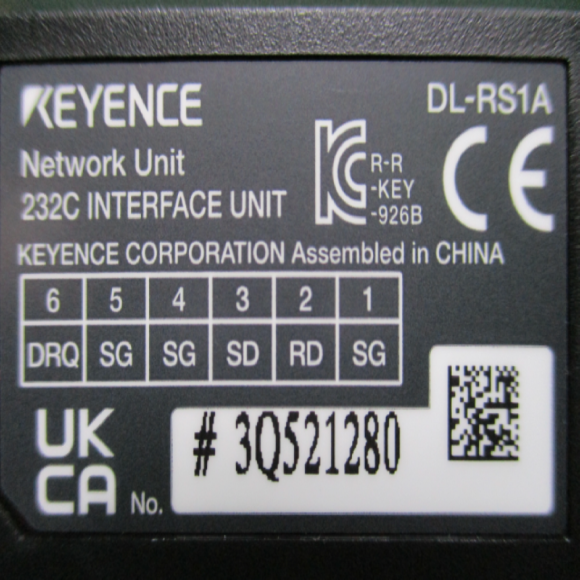 KEYENCE DL-RS1A
Network Unit
232C INTERFACE UNIT
R-R
-KEY
-926B
CE
KEYENCE CORPORATION Assembled in CHINA
6 5 4 3 2 1
DRQ SG SG SD RD SG
UK
CA
No. # 3Q521280